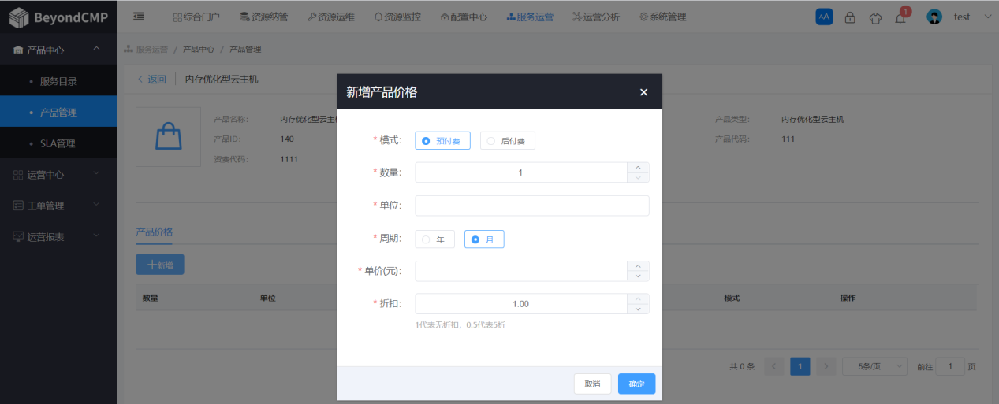 BeyondCMP
综合门户 资源纳管 资源运维 资源监控 配置中心 服务运营 运营分析 系统管理 AA 1 test
产品中心
服务目录
产品管理
SLA管理
运营中心
工单管理
运营报表
服务运营 / 产品中心 / 产品管理
返回 内存优化型云主机
产品名称: 内存优化型云主机 产品类型: 内存优化型云主机
产品ID: 140 产品代码: 111
资费代码: 1111
产品价格
新增
数量 单位 模式 操作
共 0 条 1 5条/页 前往 1 页
新增产品价格
* 模式: 预付费 后付费
* 数量: 1
* 单位:
* 周期: 年 月
* 单价(元):
* 折扣: 1.00
1代表无折扣，0.5代表5折
取消 确定